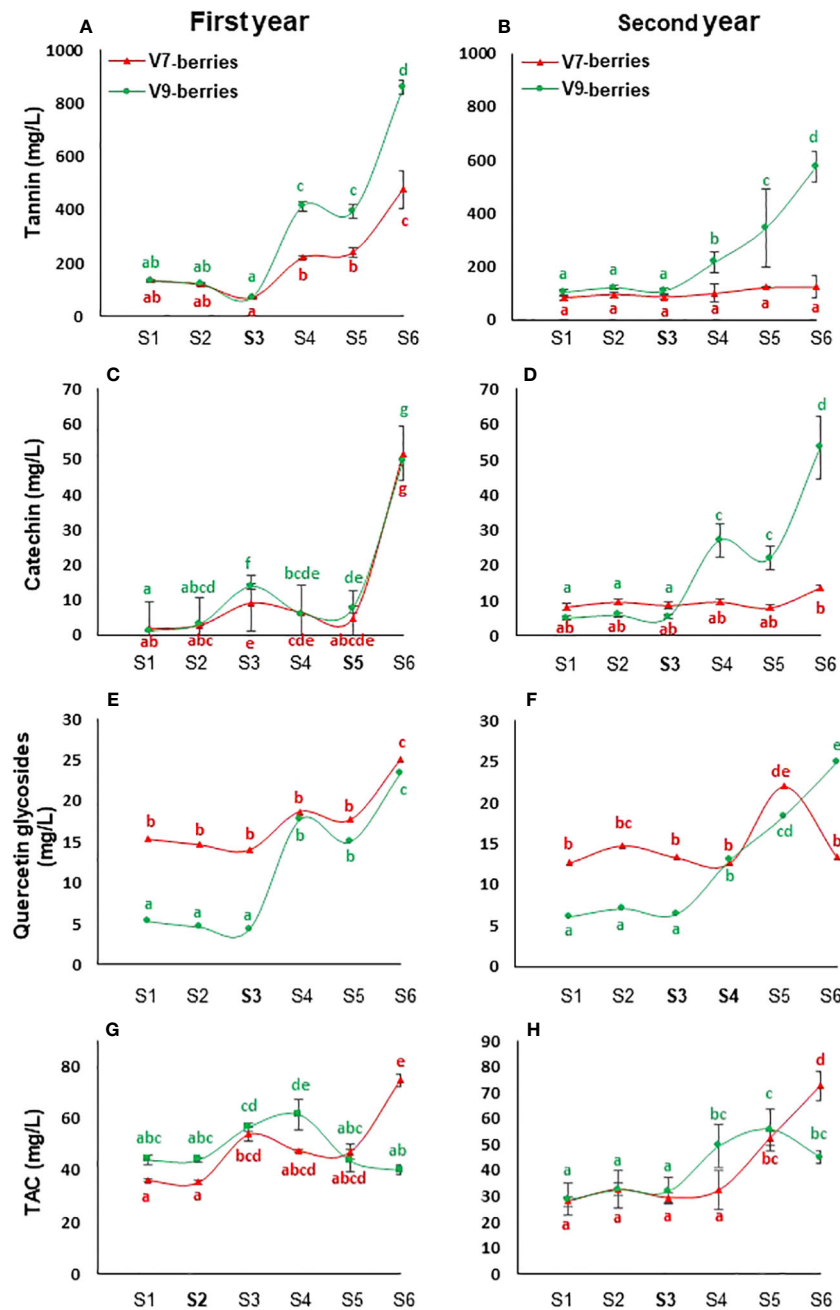 First year
Second year
A
1000
800
600
400
200
0
Tannin (mg/L)
V7-berries
V9-berries
ab
ab
a
c
c
d
ab
ab
a
b
b
c
S1 S2 S3 S4 S5 S6
B
1000
800
600
400
200
0
V7-berries
V9-berries
a
a
a
b
c
d
a
a
a
a
a
a
S1 S2 S3 S4 S5 S6
C
70
60
50
40
30
20
10
0
Catechin (mg/L)
a
abcd
f
bcde
de
g
ab
abc
e
cde
abcde
g
S1 S2 S3 S4 S5 S6
D
70
60
50
40
30
20
10
0
a
a
a
c
c
d
ab
ab
ab
ab
ab
b
S1 S2 S3 S4 S5 S6
E
30
25
20
15
10
5
0
Quercetin glycosides
(mg/L)
b
b
b
b
b
c
a
a
a
b
b
c
S1 S2 S3 S4 S5 S6
F
30
25
20
15
10
5
0
b
bc
b
b
de
b
a
a
a
b
cd
e
S1 S2 S3 S4 S5 S6
G
80
60
40
20
0
TAC (mg/L)
abc
abc
cd
de
abc
ab
a
a
bcd
abcd
abcd
e
S1 S2 S3 S4 S5 S6
H
90
80
70
60
50
40
30
20
10
0
a
a
a
bc
c
bc
a
a
a
a
bc
d
S1 S2 S3 S4 S5 S6